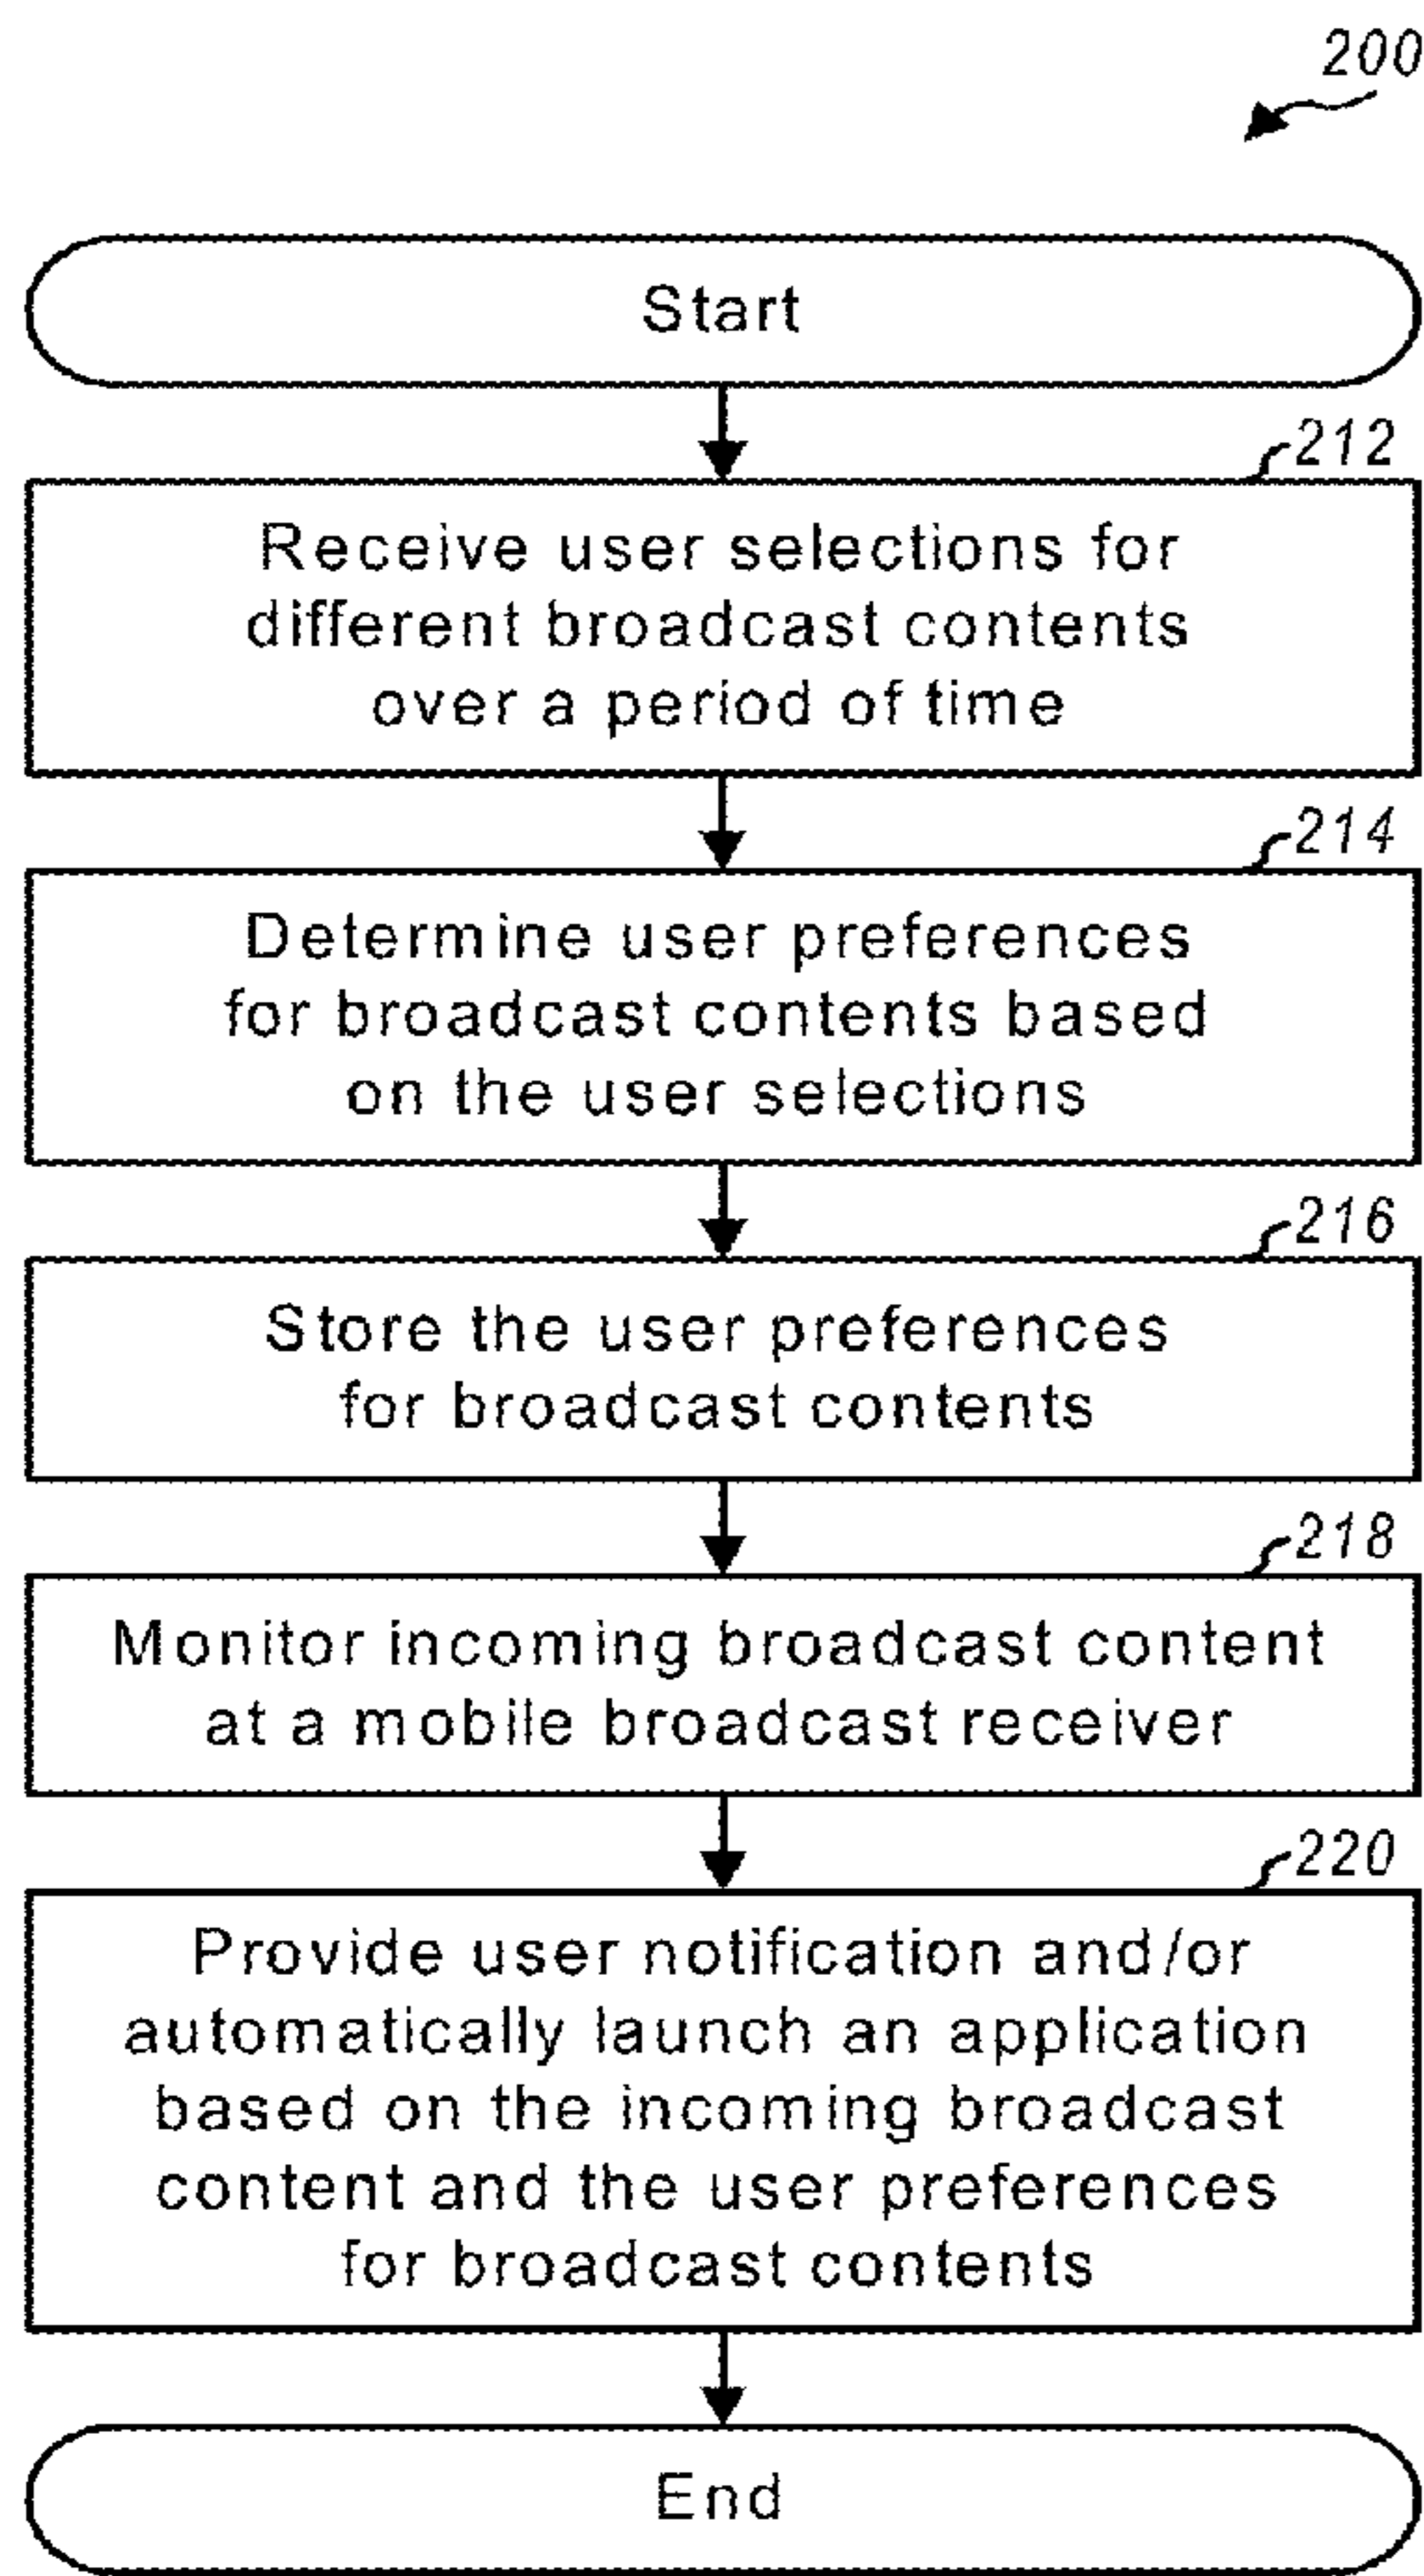 200
Start
212
Receive user selections for
different broadcast contents
over a period of time
214
Determine user preferences
for broadcast contents based
on the user selections
216
Store the user preferences
for broadcast contents
218
Monitor incoming broadcast content
at a mobile broadcast receiver
220
Provide user notification and/or
automatically launch an application
based on the incoming broadcast
content and the user preferences
for broadcast contents
End